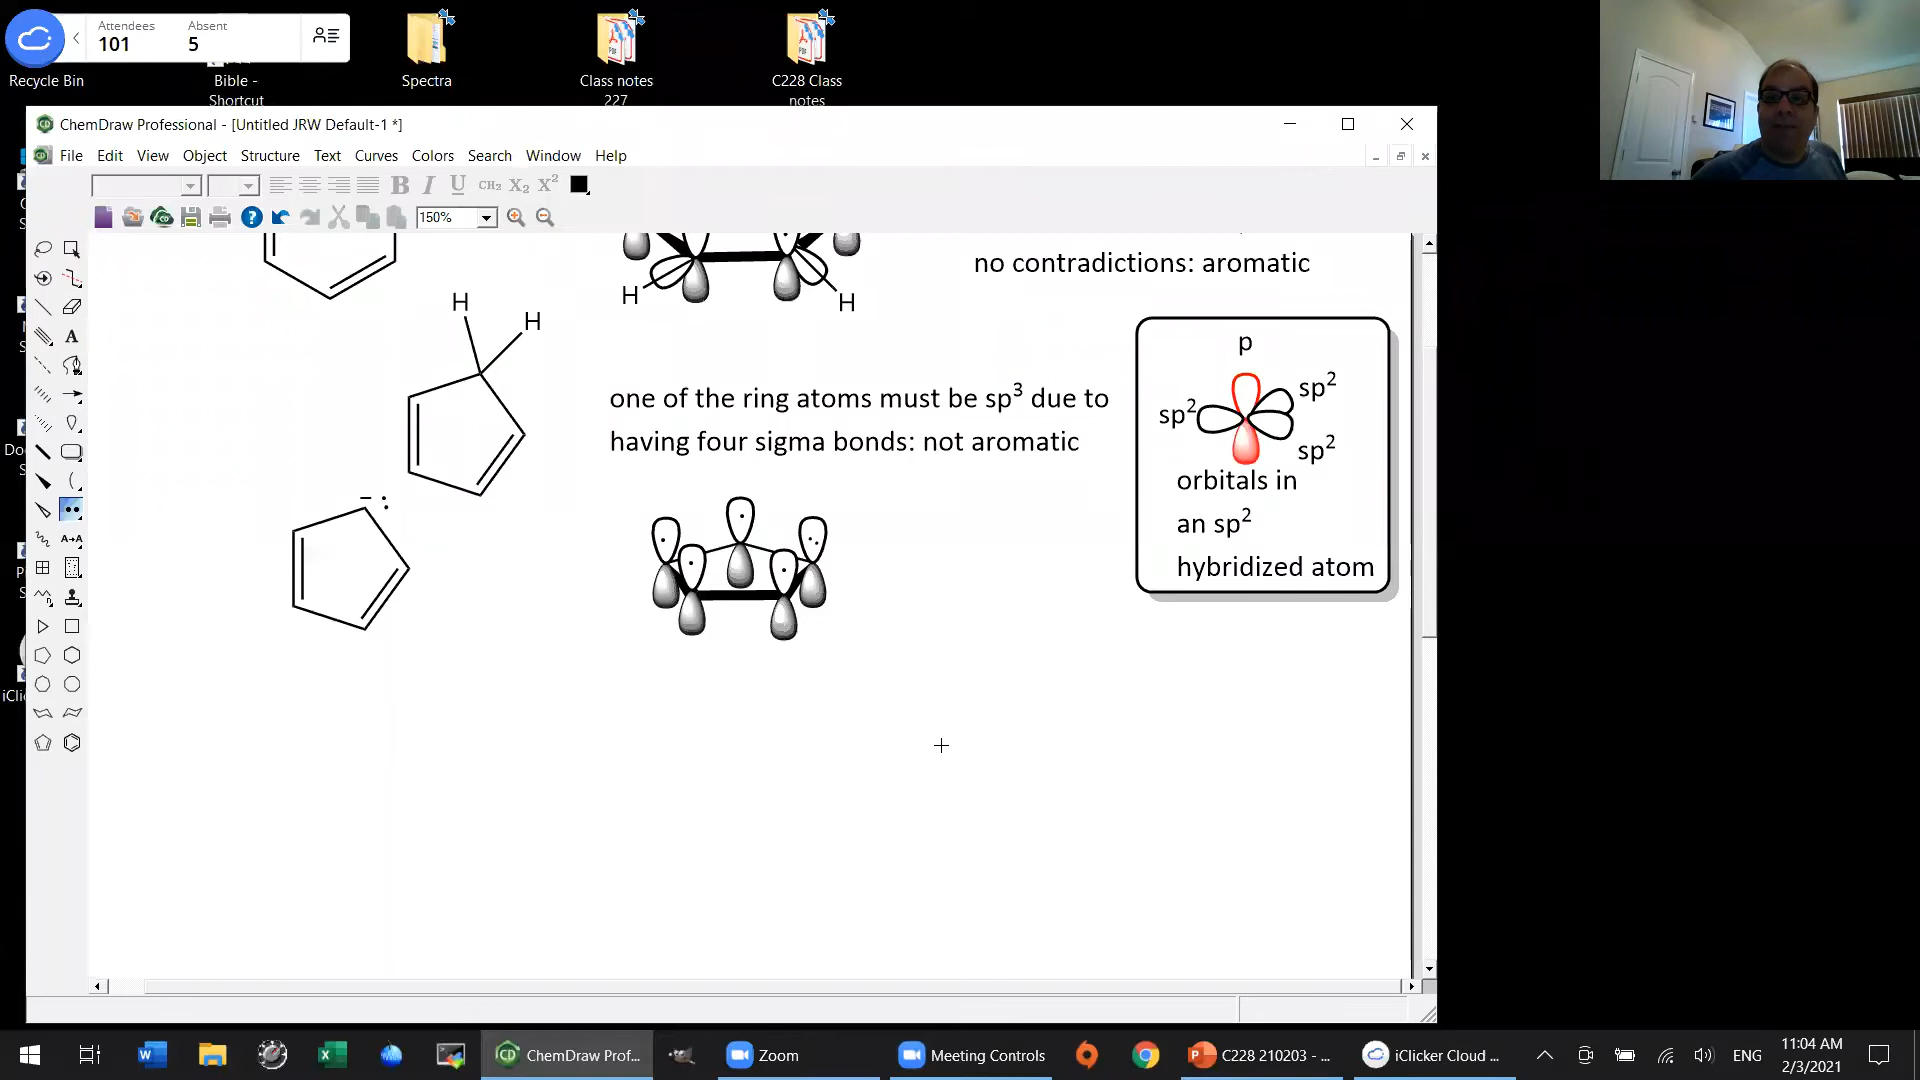 Attendees
101
Absent
5
Recycle Bin
Bible -
Shortcut
Spectra
Class notes
227
C228 Class
notes
ChemDraw Professional - [Untitled JRW Default-1 *]
File Edit View Object Structure Text Curves Colors Search Window Help
B I U CH₂ X₂ X²
150%
H H
no contradictions: aromatic
H
H
one of the ring atoms must be sp³ due to
having four sigma bonds: not aromatic
p
sp²
sp²
sp²
orbitals in
an sp²
hybridized atom
A
A→A
iClic
ChemDraw Prof...
Zoom
Meeting Controls
C228 210203 - ...
iClicker Cloud ...
ENG
11:04 AM
2/3/2021